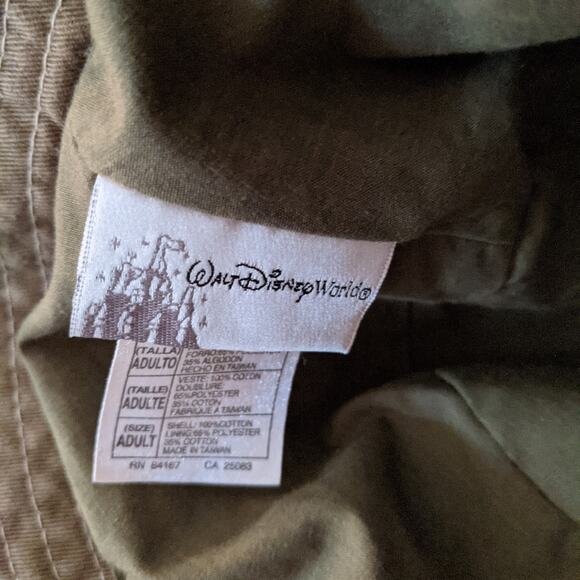 WALT DISNEY World®
(TALLA)
ADULTO
35% ALGODON
HECHO EN TAIWAN
(TAILLE)
ADULTE
VESTE: 100% COTON
DOUBLURE:
65%POLYESTER
35% COTON
FABRIQUE A TAIWAN
(SIZE)
ADULT
SHELL: 100%COTTON
LINING:65% POLYESTER
35% COTTON
MADE IN TAIWAN
RN 84167 CA 25083